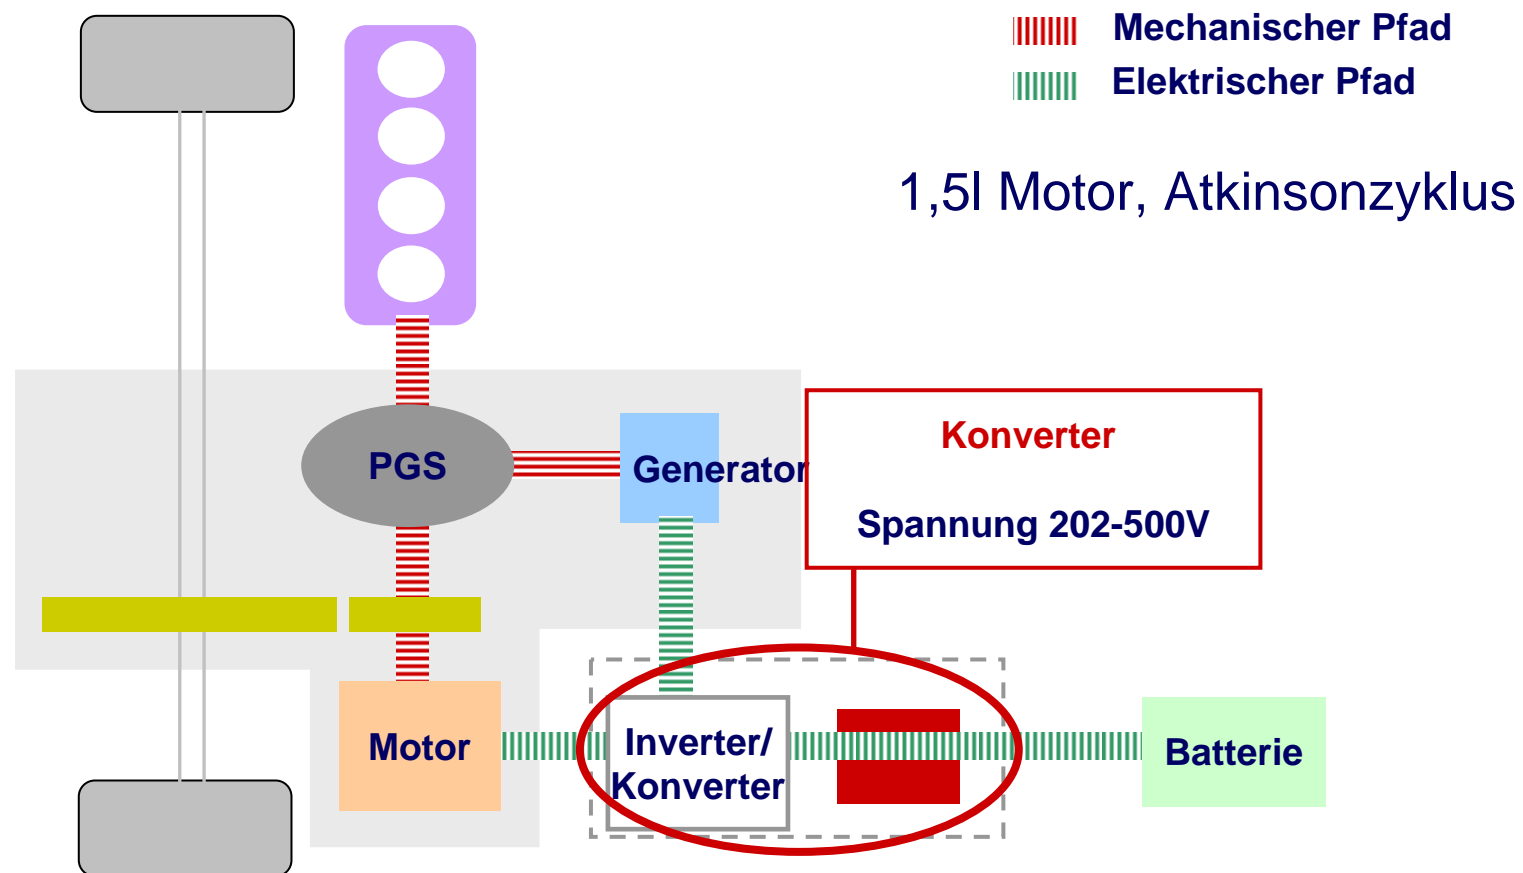 Mechanischer Pfad
Elektrischer Pfad
1,5l Motor, Atkinsonzyklus
Konverter
PGS
Generator
Spannung 202-500V
Motor
Inverter/
Konverter
Batterie